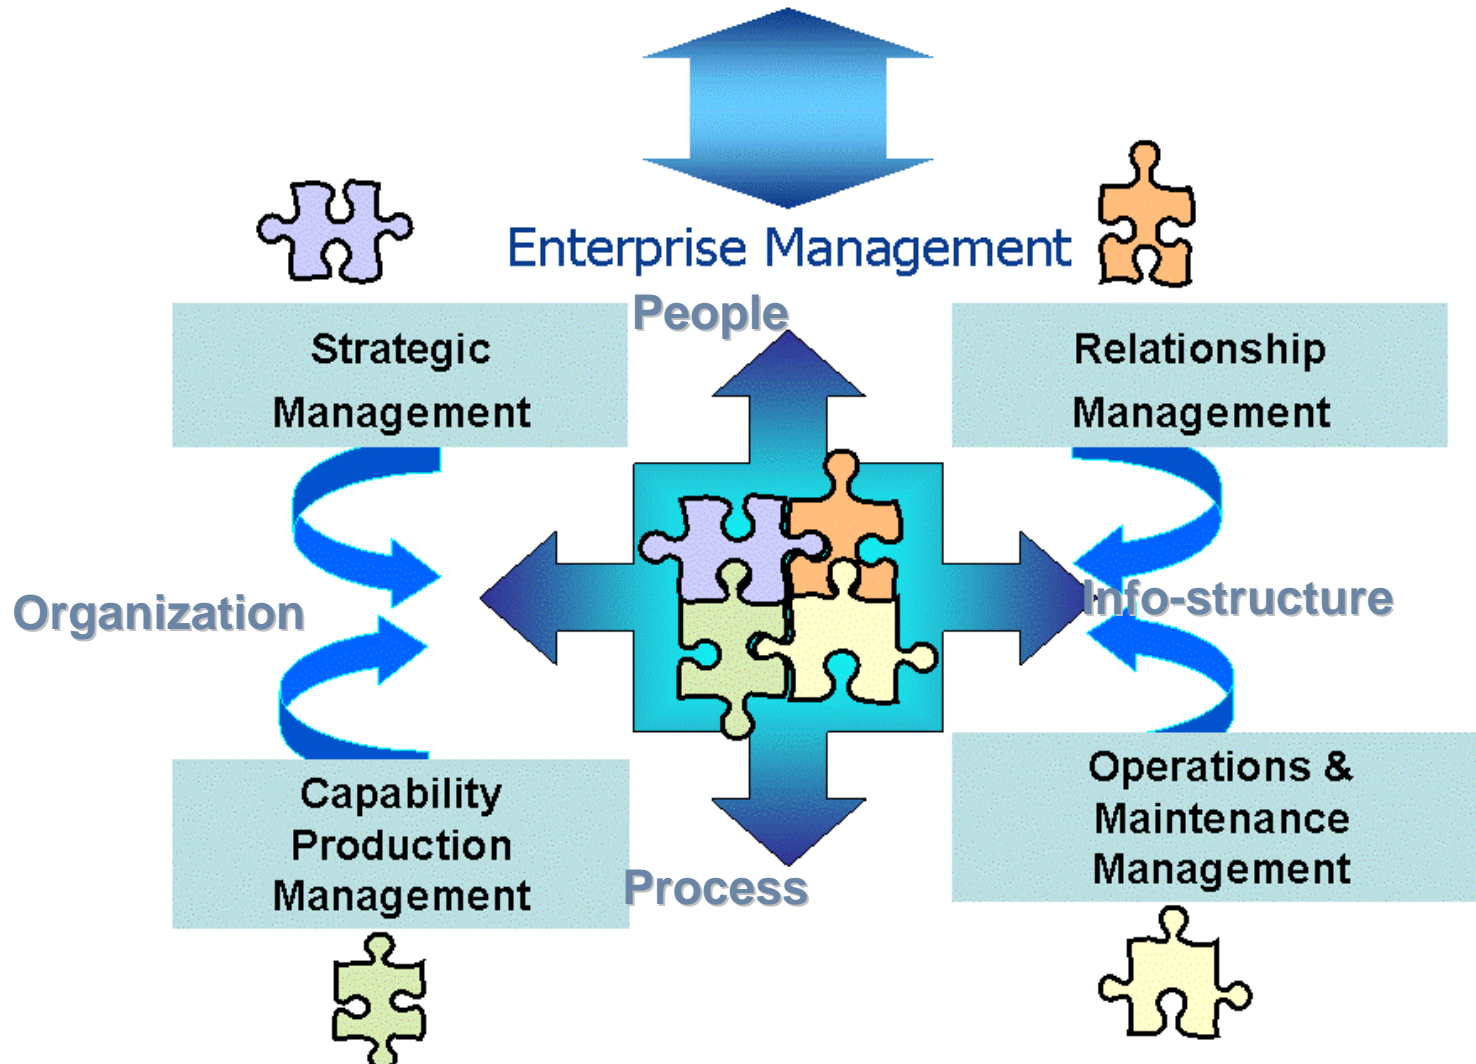 Enterprise Management
People
Strategic
Management
Relationship
Management
Organization
Info-structure
Capability
Production
Management
Operations &
Maintenance
Management
Process